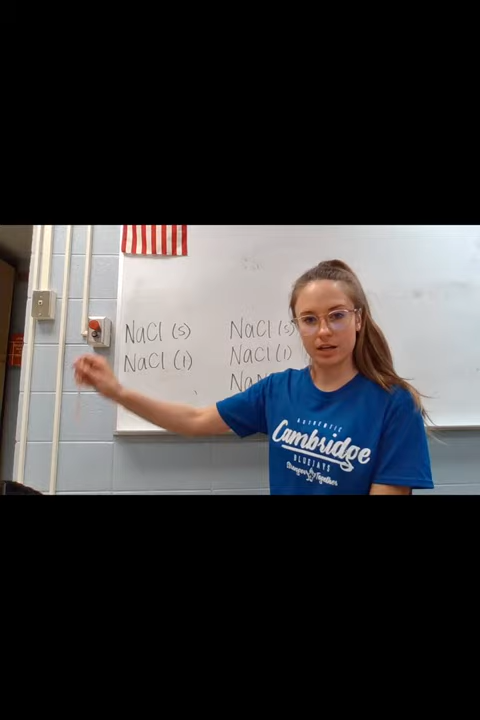 NaCl (s)
NaCl (l)
NaCl (s)
NaCl (l)
AUTHENTIC
Cambridge
BLUEJAYS
Stronger Together